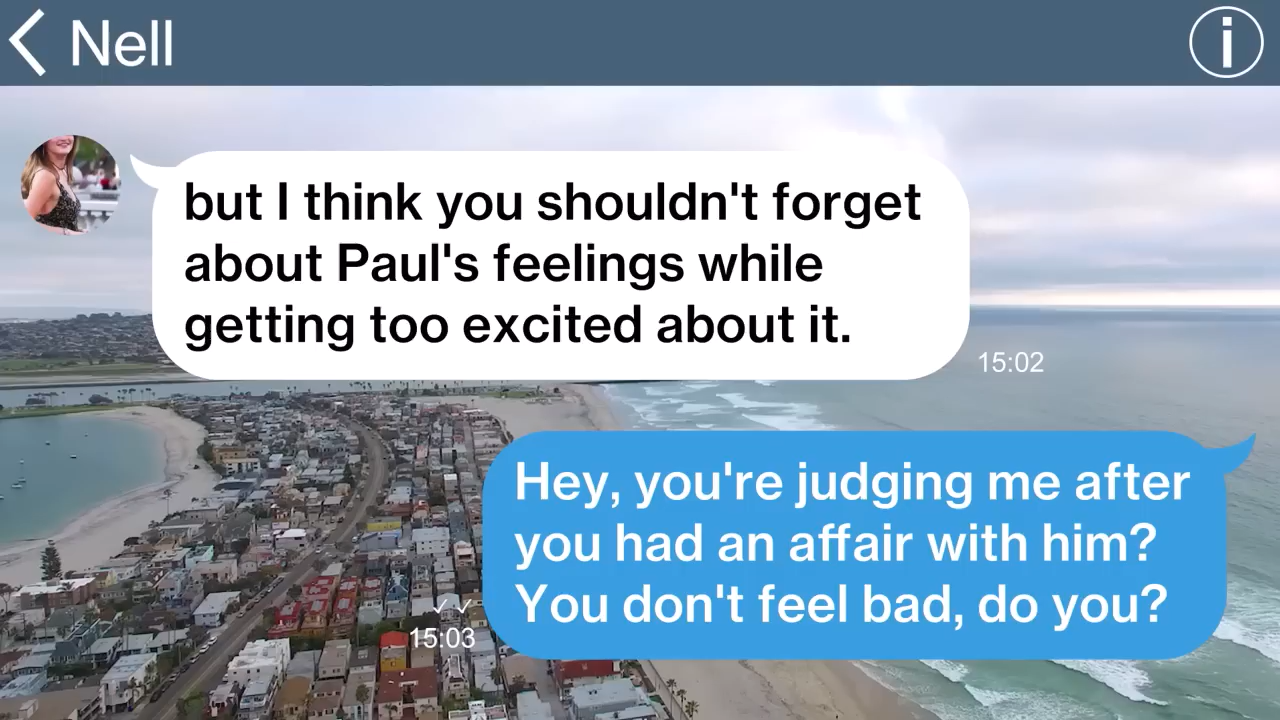 Nell
i
but I think you shouldn't forget
about Paul's feelings while
getting too excited about it.
15:02
Hey, you're judging me after
you had an affair with him?
You don't feel bad, do you?
15:03